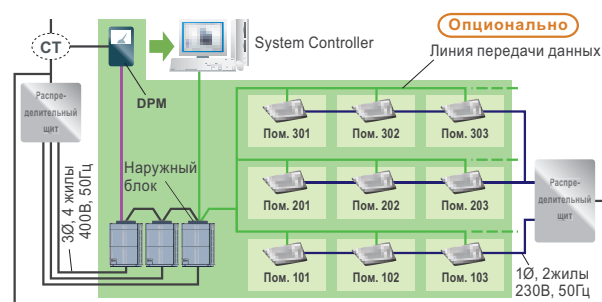 Опционально
CT
System Controller
Линия передачи данных
Распре-
делительный
щит
DPM
Пом. 301
Пом. 302
Пом. 303
Наружный
блок
3Ø, 4 жилы
400В, 50Гц
Пом. 201
Пом. 202
Пом. 203
Распре-
делительный
щит
Пом. 101
Пом. 102
Пом. 103
1Ø, 2жилы
230В, 50Гц